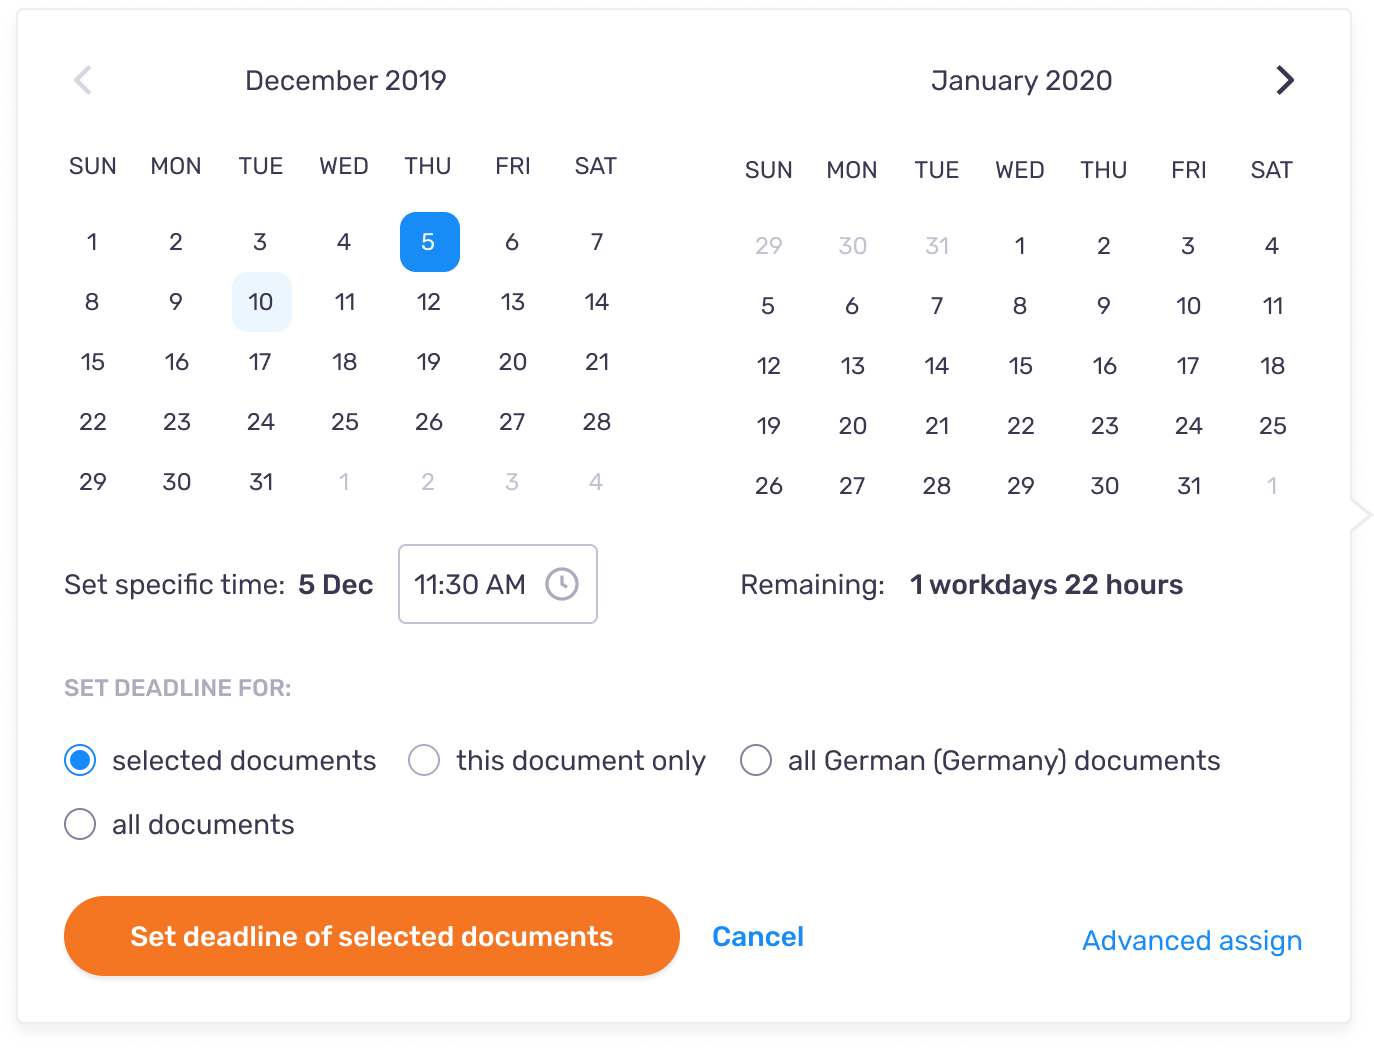 December 2019
SUN MON TUE WED THU FRI SAT
1 2 3 4 5 6 7
8 9 10 11 12 13 14
15 16 17 18 19 20 21
22 23 24 25 26 27 28
29 30 31 1 2 3 4
January 2020
SUN MON TUE WED THU FRI SAT
29 30 31 1 2 3 4
5 6 7 8 9 10 11
12 13 14 15 16 17 18
19 20 21 22 23 24 25
26 27 28 29 30 31 1
Set specific time: 5 Dec 11:30 AM
Remaining: 1 workdays 22 hours
SET DEADLINE FOR:
selected documents this document only all German (Germany) documents
all documents
Set deadline of selected documents Cancel Advanced assign